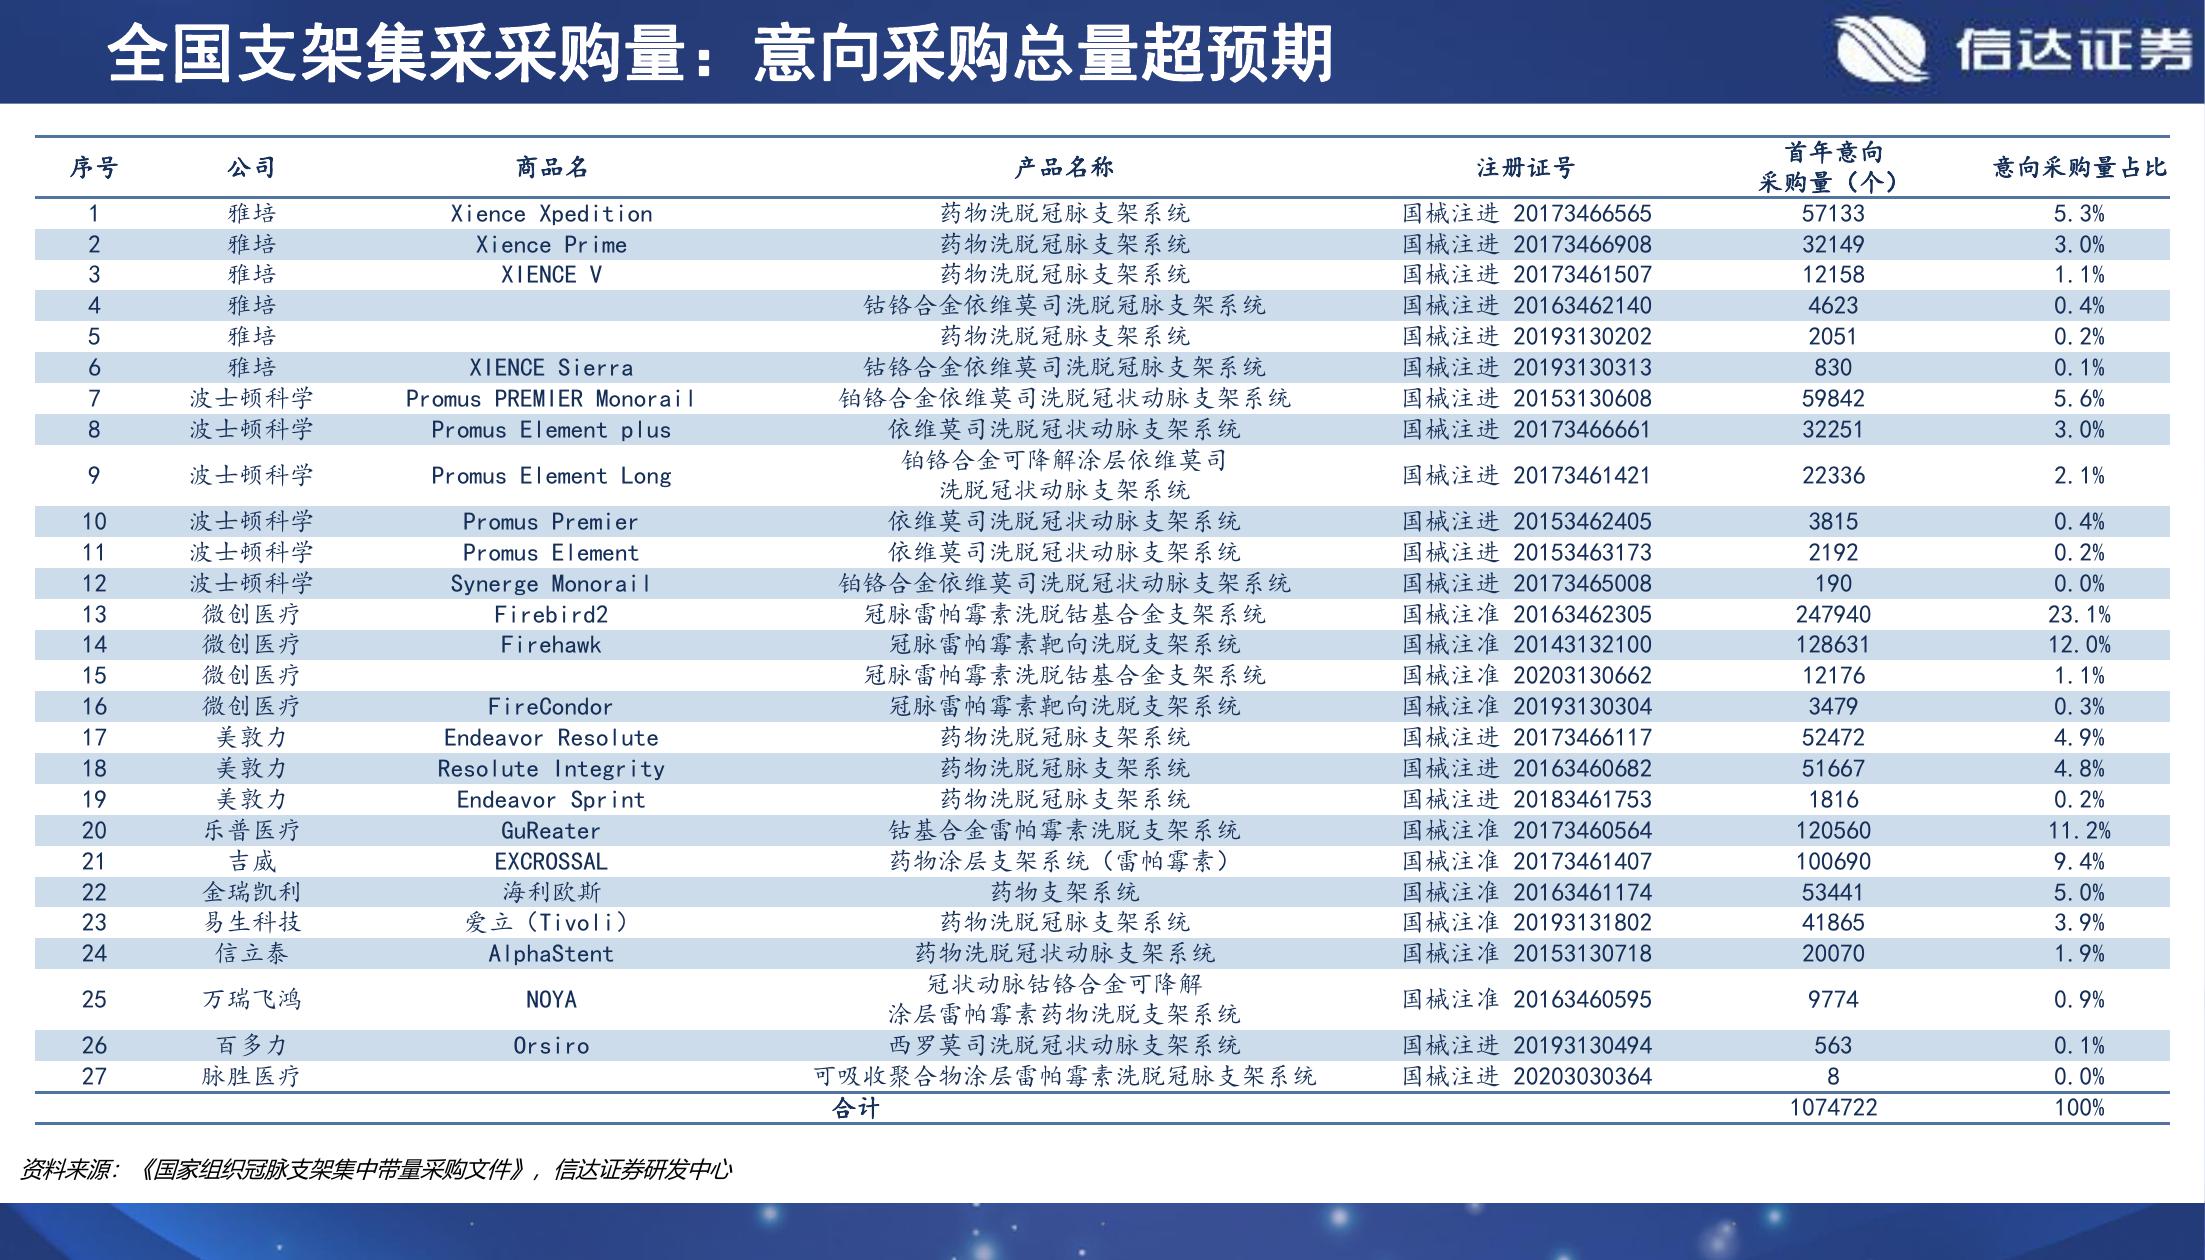 全国支架集采采购量：意向采购总量超预期
信达证券
序号 公司 商品名 产品名称 注册证号 首年意向采购量（个） 意向采购量占比
1 雅培 Xience Xpedition 药物洗脱冠脉支架系统 国械注进 20173466565 57133 5.3%
2 雅培 Xience Prime 药物洗脱冠脉支架系统 国械注进 20173466908 32149 3.0%
3 雅培 XIENCE V 药物洗脱冠脉支架系统 国械注进 20173461507 12158 1.1%
4 雅培 钴铬合金依维莫司洗脱冠脉支架系统 国械注进 20163462140 4623 0.4%
5 雅培 药物洗脱冠脉支架系统 国械注进 20193130202 2051 0.2%
6 雅培 XIENCE Sierra 钴铬合金依维莫司洗脱冠脉支架系统 国械注进 20193130313 830 0.1%
7 波士顿科学 Promus PREMIER Monorail 铂铬合金依维莫司洗脱冠状动脉支架系统 国械注进 20153130608 59842 5.6%
8 波士顿科学 Promus Element plus 依维莫司洗脱冠状动脉支架系统 国械注进 20173466661 32251 3.0%
9 波士顿科学 Promus Element Long 铂铬合金可降解涂层依维莫司洗脱冠状动脉支架系统 国械注进 20173461421 22336 2.1%
10 波士顿科学 Promus Premier 依维莫司洗脱冠状动脉支架系统 国械注进 20153462405 3815 0.4%
11 波士顿科学 Promus Element 依维莫司洗脱冠状动脉支架系统 国械注进 20153463173 2192 0.2%
12 波士顿科学 Synerge Monorail 铂铬合金依维莫司洗脱冠状动脉支架系统 国械注进 20173465008 190 0.0%
13 微创医疗 Firebird2 冠脉雷帕霉素洗脱钴基合金支架系统 国械注准 20163462305 247940 23.1%
14 微创医疗 Firehawk 冠脉雷帕霉素靶向洗脱支架系统 国械注准 20143132100 128631 12.0%
15 微创医疗 冠脉雷帕霉素洗脱钴基合金支架系统 国械注准 20203130662 12176 1.1%
16 微创医疗 FireCondor 冠脉雷帕霉素靶向洗脱支架系统 国械注准 20193130304 3479 0.3%
17 美敦力 Endeavor Resolute 药物洗脱冠脉支架系统 国械注进 20173466117 52472 4.9%
18 美敦力 Resolute Integrity 药物洗脱冠脉支架系统 国械注进 20163460682 51667 4.8%
19 美敦力 Endeavor Sprint 药物洗脱冠脉支架系统 国械注进 20183461753 1816 0.2%
20 乐普医疗 GuReater 钴基合金雷帕霉素洗脱支架系统 国械注准 20173460564 120560 11.2%
21 吉威 EXCROSSAL 药物涂层支架系统（雷帕霉素） 国械注准 20173461407 100690 9.4%
22 金瑞凯利 海利欧斯 药物支架系统 国械注准 20163461174 53441 5.0%
23 易生科技 爱立（Tivoli） 药物洗脱冠脉支架系统 国械注准 20193131802 41865 3.9%
24 信立泰 AlphaStent 药物洗脱冠状动脉支架系统 国械注准 20153130718 20070 1.9%
25 万瑞飞鸿 NOYA 冠状动脉钴铬合金可降解涂层雷帕霉素药物洗脱支架系统 国械注准 20163460595 9774 0.9%
26 百多力 Orsiro 西罗莫司洗脱冠状动脉支架系统 国械注进 20193130494 563 0.1%
27 脉胜医疗 可吸收聚合物涂层雷帕霉素洗脱冠脉支架系统 国械注进 20203030364 8 0.0%
合计 1074722 100%
资料来源：《国家组织冠脉支架集中带量采购文件》，信达证券研发中心